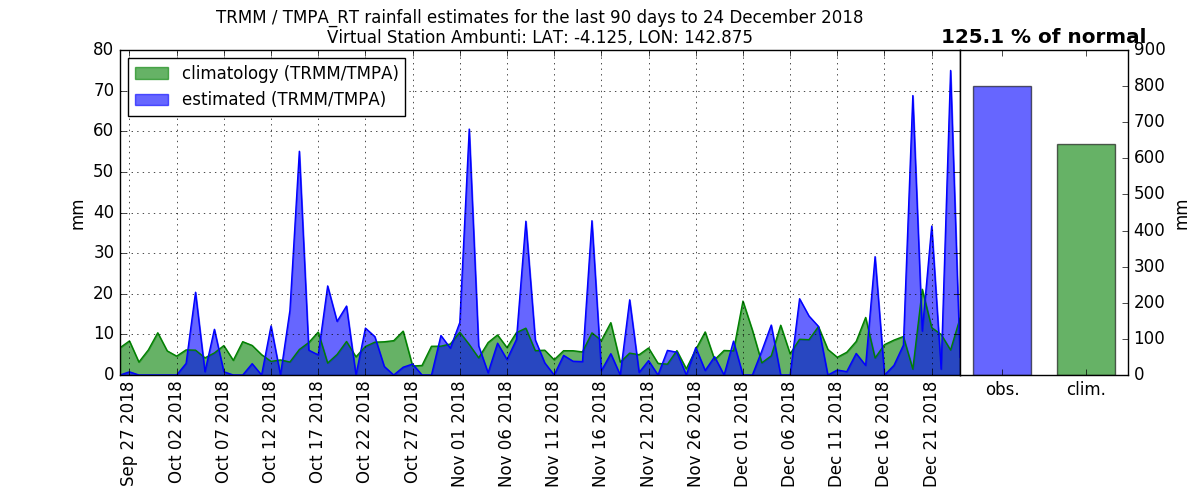 TRMM / TMPA_RT rainfall estimates for the last 90 days to 24 December 2018
Virtual Station Ambunti: LAT: -4.125, LON: 142.875
125.1 % of normal
climatology (TRMM/TMPA)
estimated (TRMM/TMPA)
80
70
60
50
40
30
20
10
0
mm
900
800
700
600
500
400
300
200
100
0
mm
obs.
clim.
Sep 27 2018
Oct 02 2018
Oct 07 2018
Oct 12 2018
Oct 17 2018
Oct 22 2018
Oct 27 2018
Nov 01 2018
Nov 06 2018
Nov 11 2018
Nov 16 2018
Nov 21 2018
Nov 26 2018
Dec 01 2018
Dec 06 2018
Dec 11 2018
Dec 16 2018
Dec 21 2018